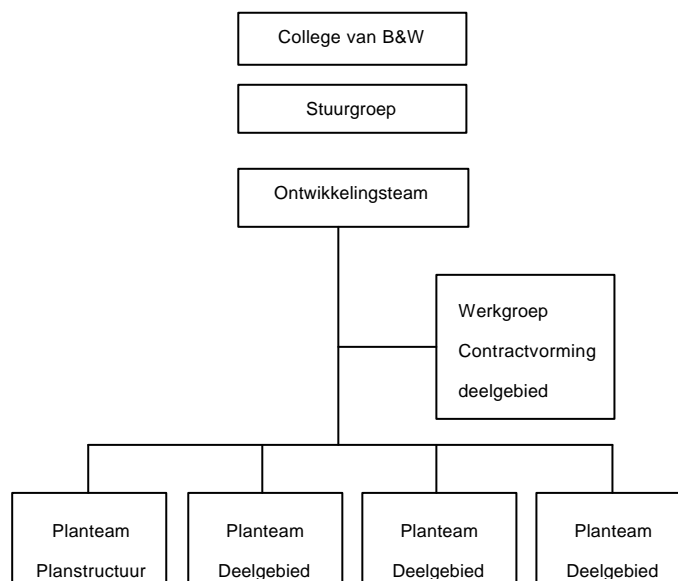 College van B&W
Stuurgroep
Ontwikkelingsteam
Werkgroep
Contractvorming
deelgebied
Planteam
Planstructuur
Planteam
Deelgebied
Planteam
Deelgebied
Planteam
Deelgebied